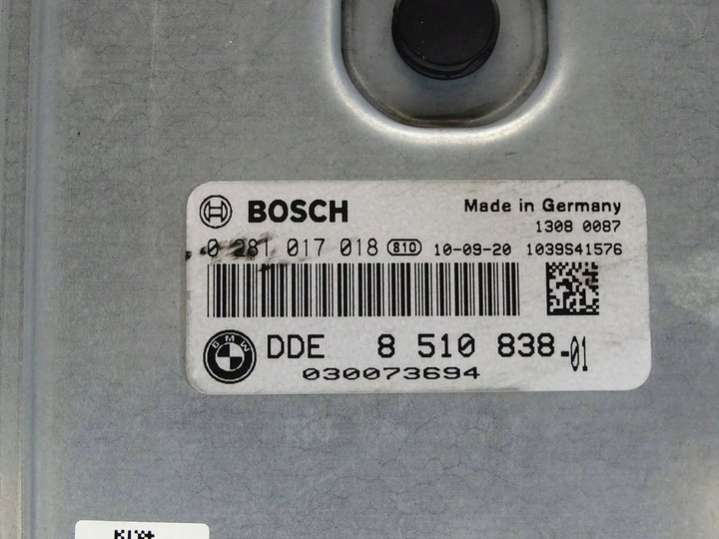 BOSCH Made in Germany
1308 0087
0 281 017 018 810 10-09-20 1039S41576
BMW DDE 8 510 838-01
030073694